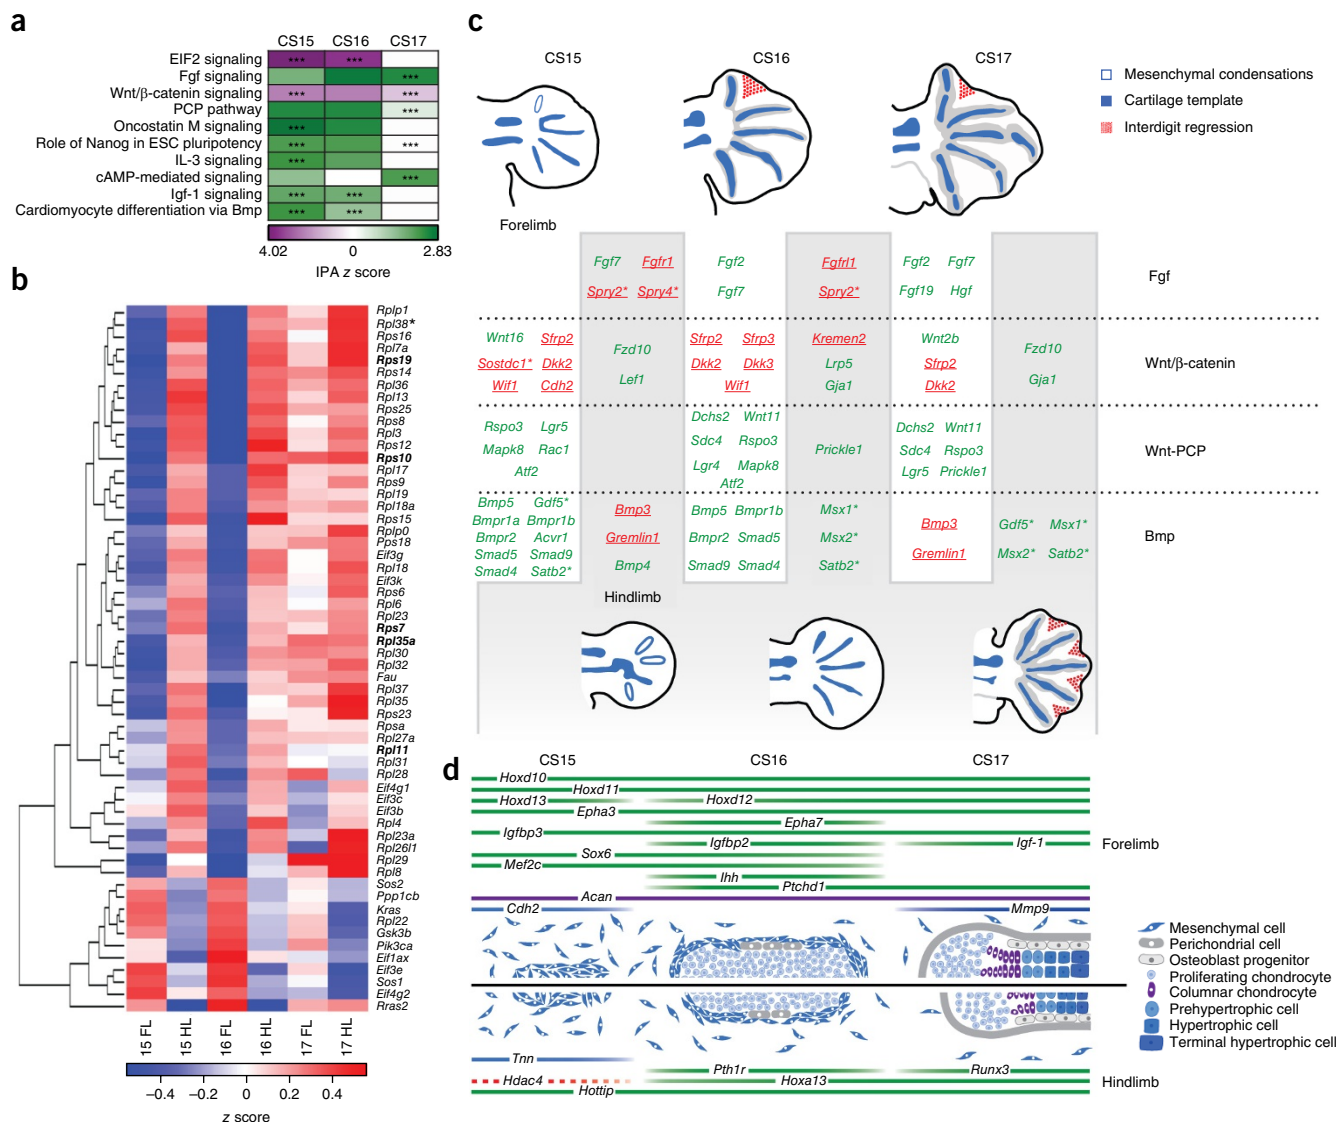 a
CS15 CS16 CS17
EIF2 signaling *** ***
Fgf signaling ***
Wnt/β-catenin signaling *** ***
PCP pathway ***
Oncostatin M signaling ***
Role of Nanog in ESC pluripotency *** ***
IL-3 signaling ***
cAMP-mediated signaling ***
Igf-1 signaling *** ***
Cardiomyocyte differentiation via Bmp *** ***
4.02 0 2.83
IPA z score
b
Rplp1
Rpl38*
Rps16
Rpl7a
Rps19
Rps14
Rpl36
Rpl13
Rps25
Rps8
Rpl3
Rps12
Rps10
Rpl17
Rps9
Rpl19
Rpl18a
Rps15
Rplp0
Pps18
Eif3g
Rpl18
Eif3k
Rps6
Rpl6
Rpl23
Rps7
Rpl35a
Rpl30
Rpl32
Fau
Rpl37
Rpl35
Rps23
Rpsa
Rpl27a
Rpl11
Rpl31
Rpl28
Eif4g1
Eif3c
Eif3b
Rpl4
Rpl23a
Rpl26l1
Rpl29
Rpl8
Sos2
Ppp1cb
Kras
Rpl22
Gsk3b
Pik3ca
Eif1ax
Eif3e
Sos1
Eif4g2
Rras2
15 FL 15 HL 16 FL 16 HL 17 FL 17 HL
−0.4 −0.2 0 0.2 0.4
z score
c
CS15 CS16 CS17
Mesenchymal condensations
Cartilage template
Interdigit regression
Forelimb
Fgf7 Fgfr1 Fgf2 Fgfrl1 Fgf2 Fgf7
Fgf
Spry2* Spry4* Fgf7 Spry2* Fgf19 Hgf
Wnt16 Sfrp2 Fzd10 Sfrp2 Sfrp3 Kremen2 Wnt2b Fzd10
Wnt/β-catenin
Sostdc1* Dkk2 Lef1 Dkk2 Dkk3 Lrp5 Sfrp2 Gja1
Wif1 Cdh2 Wif1 Gja1 Dkk2
Rspo3 Lgr5 Dchs2 Wnt11 Dchs2 Wnt11
Mapk8 Rac1 Sdc4 Rspo3 Prickle1 Sdc4 Rspo3
Wnt-PCP
Atf2 Lgr4 Mapk8 Lgr5 Prickle1
Atf2
Bmp5 Gdf5* Bmp3 Bmp5 Bmpr1b Msx1* Bmp3 Gdf5* Msx1*
Bmpr1a Bmpr1b
Bmpr2 Acvr1 Gremlin1 Bmpr2 Smad5 Msx2* Gremlin1 Msx2* Satb2*
Bmp
Smad5 Smad9 Bmp4 Smad9 Smad4 Satb2*
Smad4 Satb2*
Hindlimb
d
CS15 CS16 CS17
Hoxd10
Hoxd11
Hoxd13 Hoxd12
Epha3
Epha7
Igfbp3
Igfbp2 Igf-1
Forelimb
Sox6
Mef2c
Ihh
Ptchd1
Acan
Cdh2 Mmp9
Mesenchymal cell
Perichondrial cell
Osteoblast progenitor
Proliferating chondrocyte
Columnar chondrocyte
Prehypertrophic cell
Hypertrophic cell
Terminal hypertrophic cell
Tnn
Pth1r Runx3
Hdac4 Hoxa13
Hindlimb
Hottip